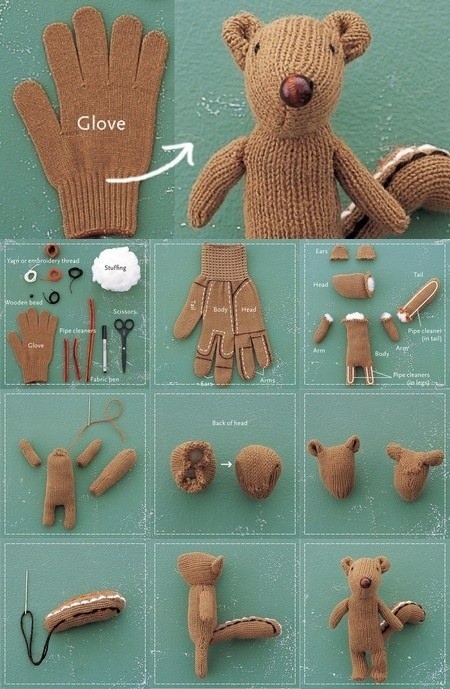 Glove
Yarn or embroidery thread
Stuffing
Wooden bead
Scissors
Glove
Pipe cleaners
Fabric pen
Tail
Body
Head
Ears
Arms
Ears
Head
Tail
Pipe cleaner
(in tail)
Arm
Body
Arm
Pipe cleaners
(in legs)
Back of head